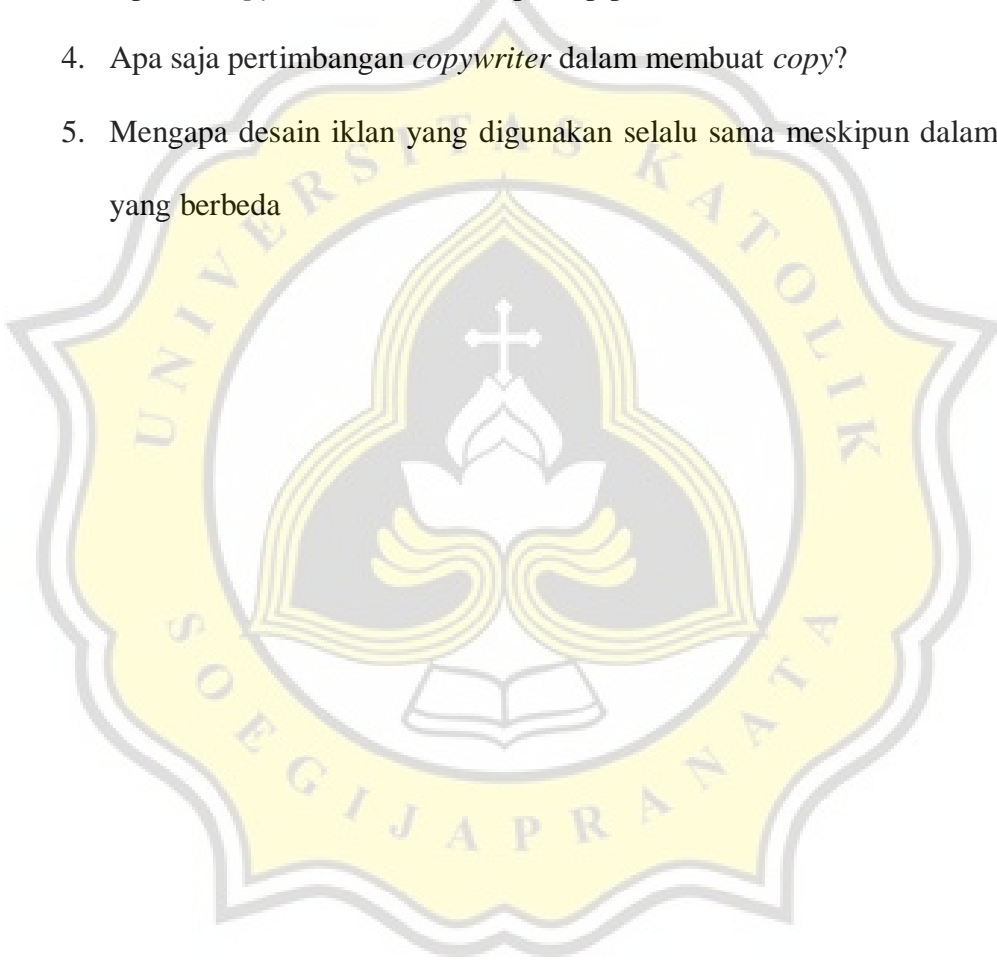 4. Apa saja pertimbangan copywriter dalam membuat copy?
5. Mengapa desain iklan yang digunakan selalu sama meskipun dalam
yang berbeda
UNIVERSITAS KATOLIK
SOEGIJAPRANATA